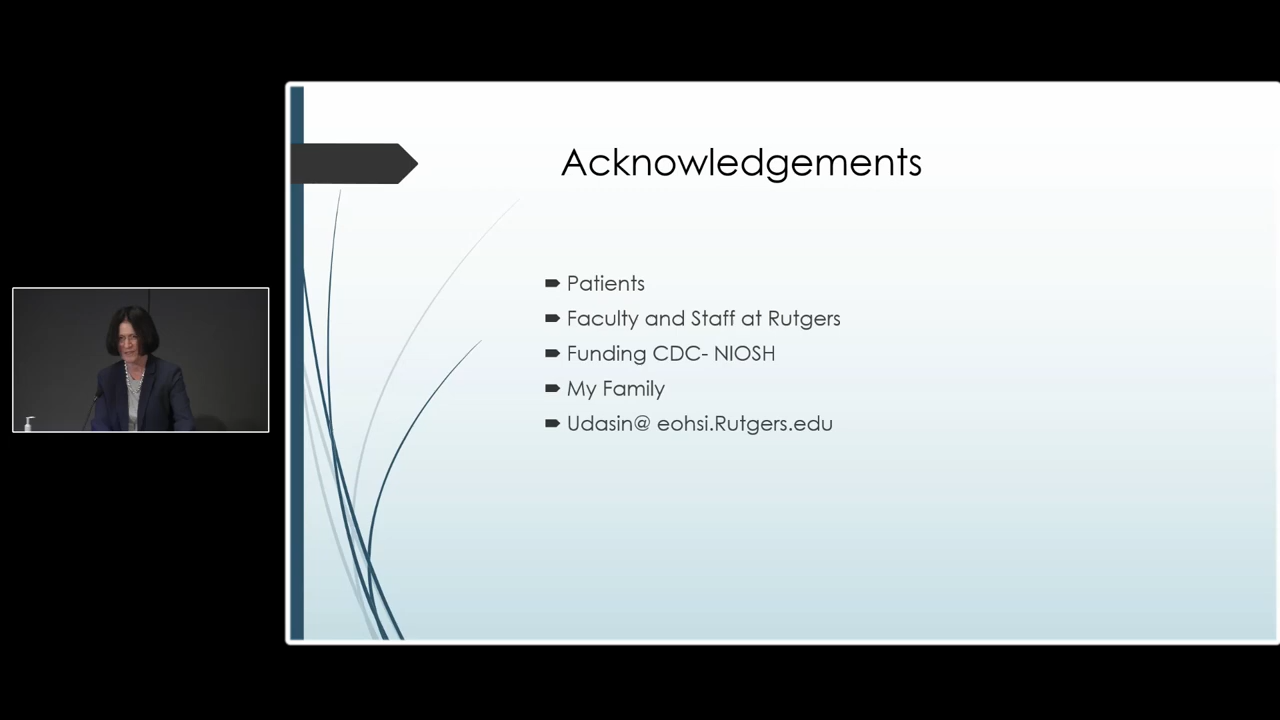 Acknowledgements
Patients
Faculty and Staff at Rutgers
Funding CDC- NIOSH
My Family
Udasin@ eohsi.Rutgers.edu